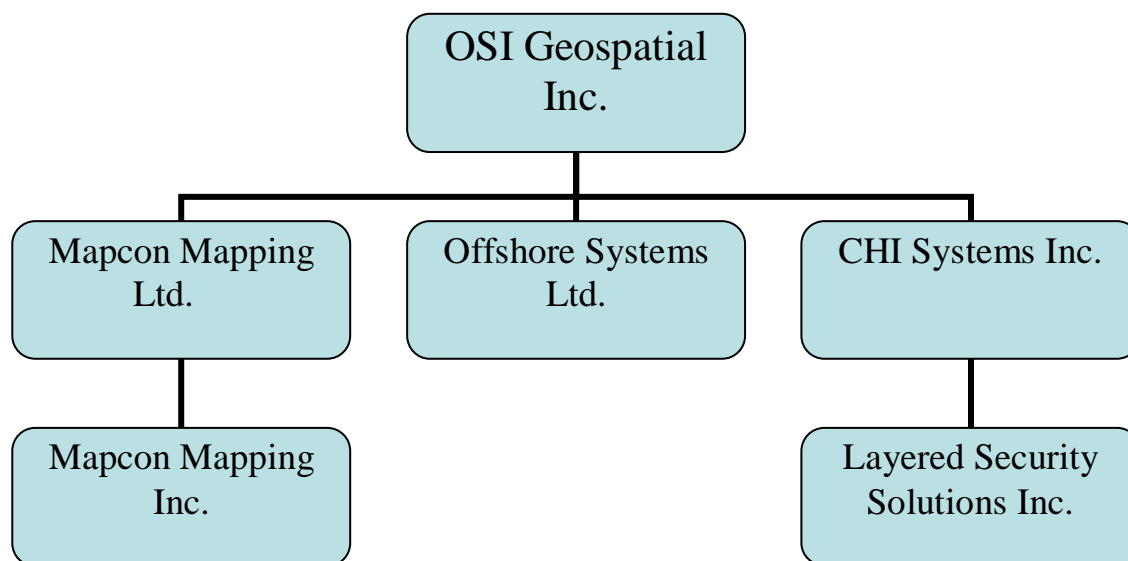 OSI Geospatial
Inc.
Mapcon Mapping
Ltd.
Offshore Systems
Ltd.
CHI Systems Inc.
Mapcon Mapping
Inc.
Layered Security
Solutions Inc.